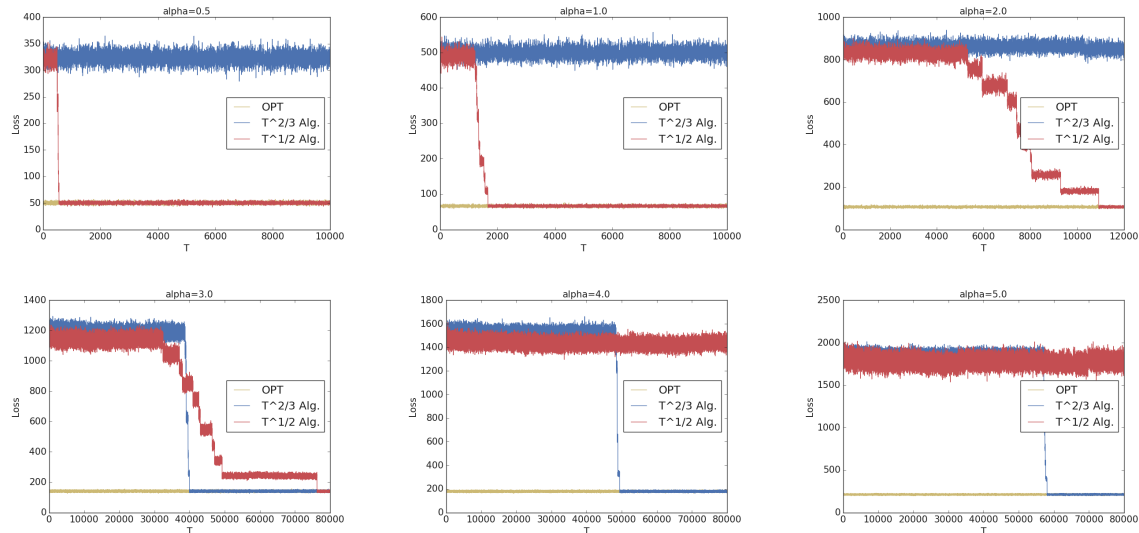 alpha=0.5
400
350
300
250
200
150
100
50
0
Loss
OPT
T^2/3 Alg.
T^1/2 Alg.
0 2000 4000 6000 8000 10000
T
alpha=1.0
600
500
400
300
200
100
0
Loss
OPT
T^2/3 Alg.
T^1/2 Alg.
0 2000 4000 6000 8000 10000
T
alpha=2.0
1000
800
600
400
200
0
Loss
OPT
T^2/3 Alg.
T^1/2 Alg.
0 2000 4000 6000 8000 10000 12000
T
alpha=3.0
1400
1200
1000
800
600
400
200
0
Loss
OPT
T^2/3 Alg.
T^1/2 Alg.
0 10000 20000 30000 40000 50000 60000 70000 80000
T
alpha=4.0
1800
1600
1400
1200
1000
800
600
400
200
0
Loss
OPT
T^2/3 Alg.
T^1/2 Alg.
0 10000 20000 30000 40000 50000 60000 70000 80000
T
alpha=5.0
2500
2000
1500
1000
500
0
Loss
OPT
T^2/3 Alg.
T^1/2 Alg.
0 10000 20000 30000 40000 50000 60000 70000 80000
T